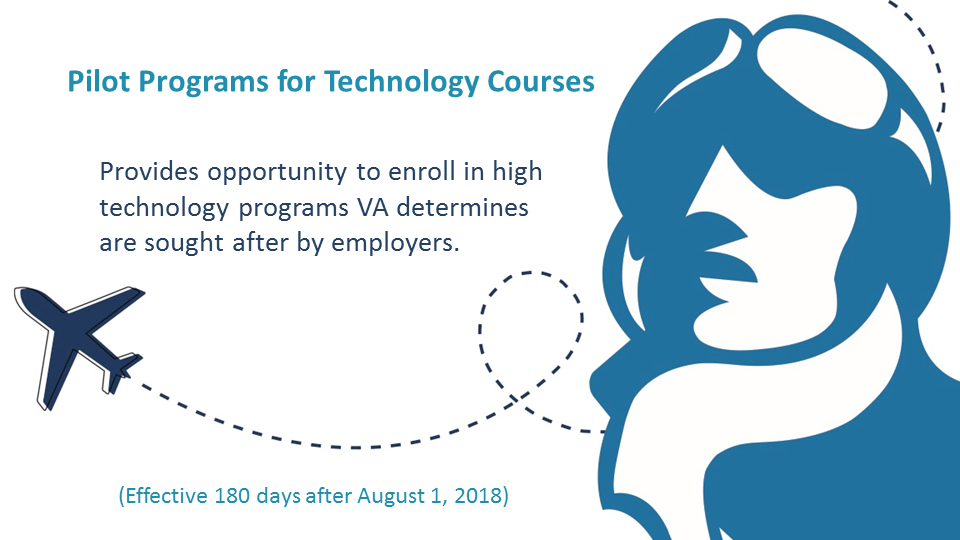 Pilot Programs for Technology Courses
Provides opportunity to enroll in high
technology programs VA determines
are sought after by employers.
(Effective 180 days after August 1, 2018)